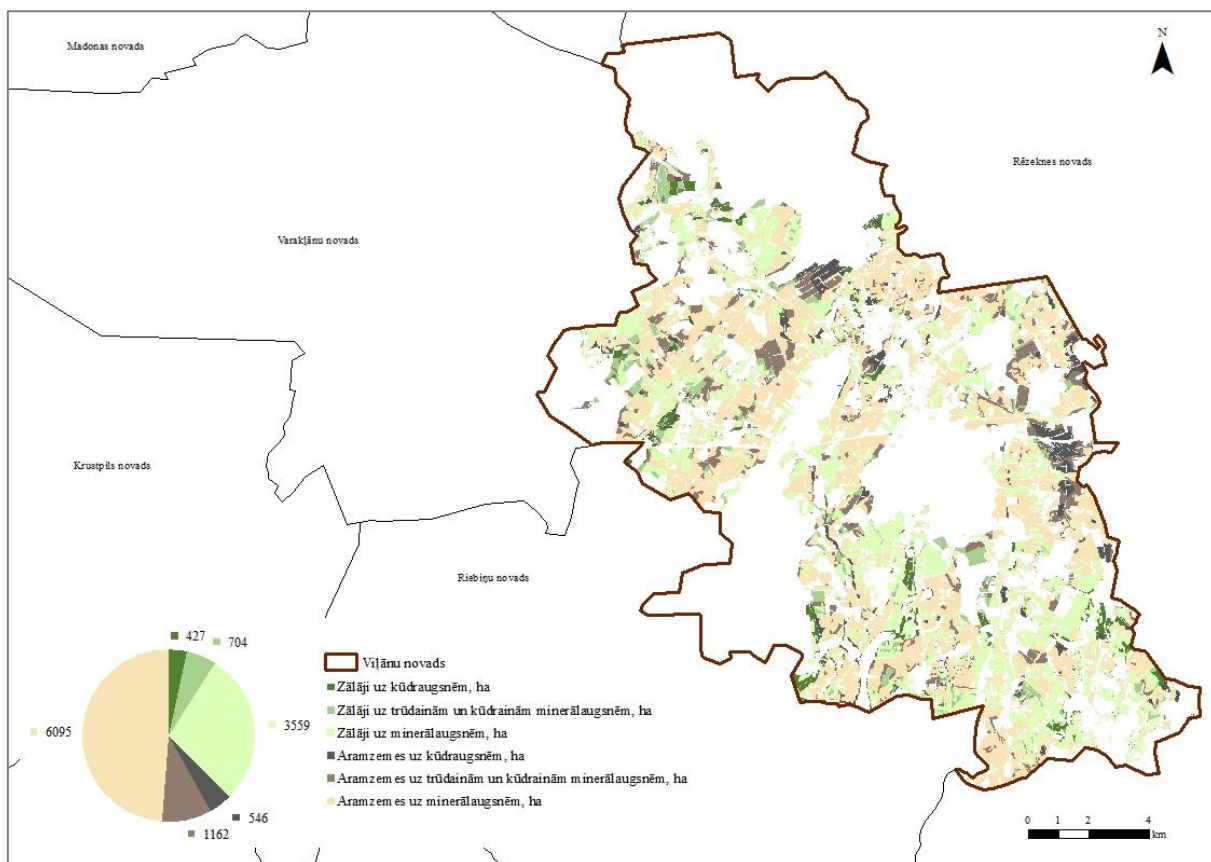 Madonas novads
N
Rēzeknes novads
Varakļānu novads
Krustpils novads
Riebiņu novads
427
704
3559
546
1162
6095
Viļānu novads
Zālāji uz kūdraugsnēm, ha
Zālāji uz trūdainām un kūdrainām minerālaugsnēm, ha
Zālāji uz minerālaugsnēm, ha
Aramzemes uz kūdraugsnēm, ha
Aramzemes uz trūdainām un kūdrainām minerālaugsnēm, ha
Aramzemes uz minerālaugsnēm, ha
0 1 2 4
km